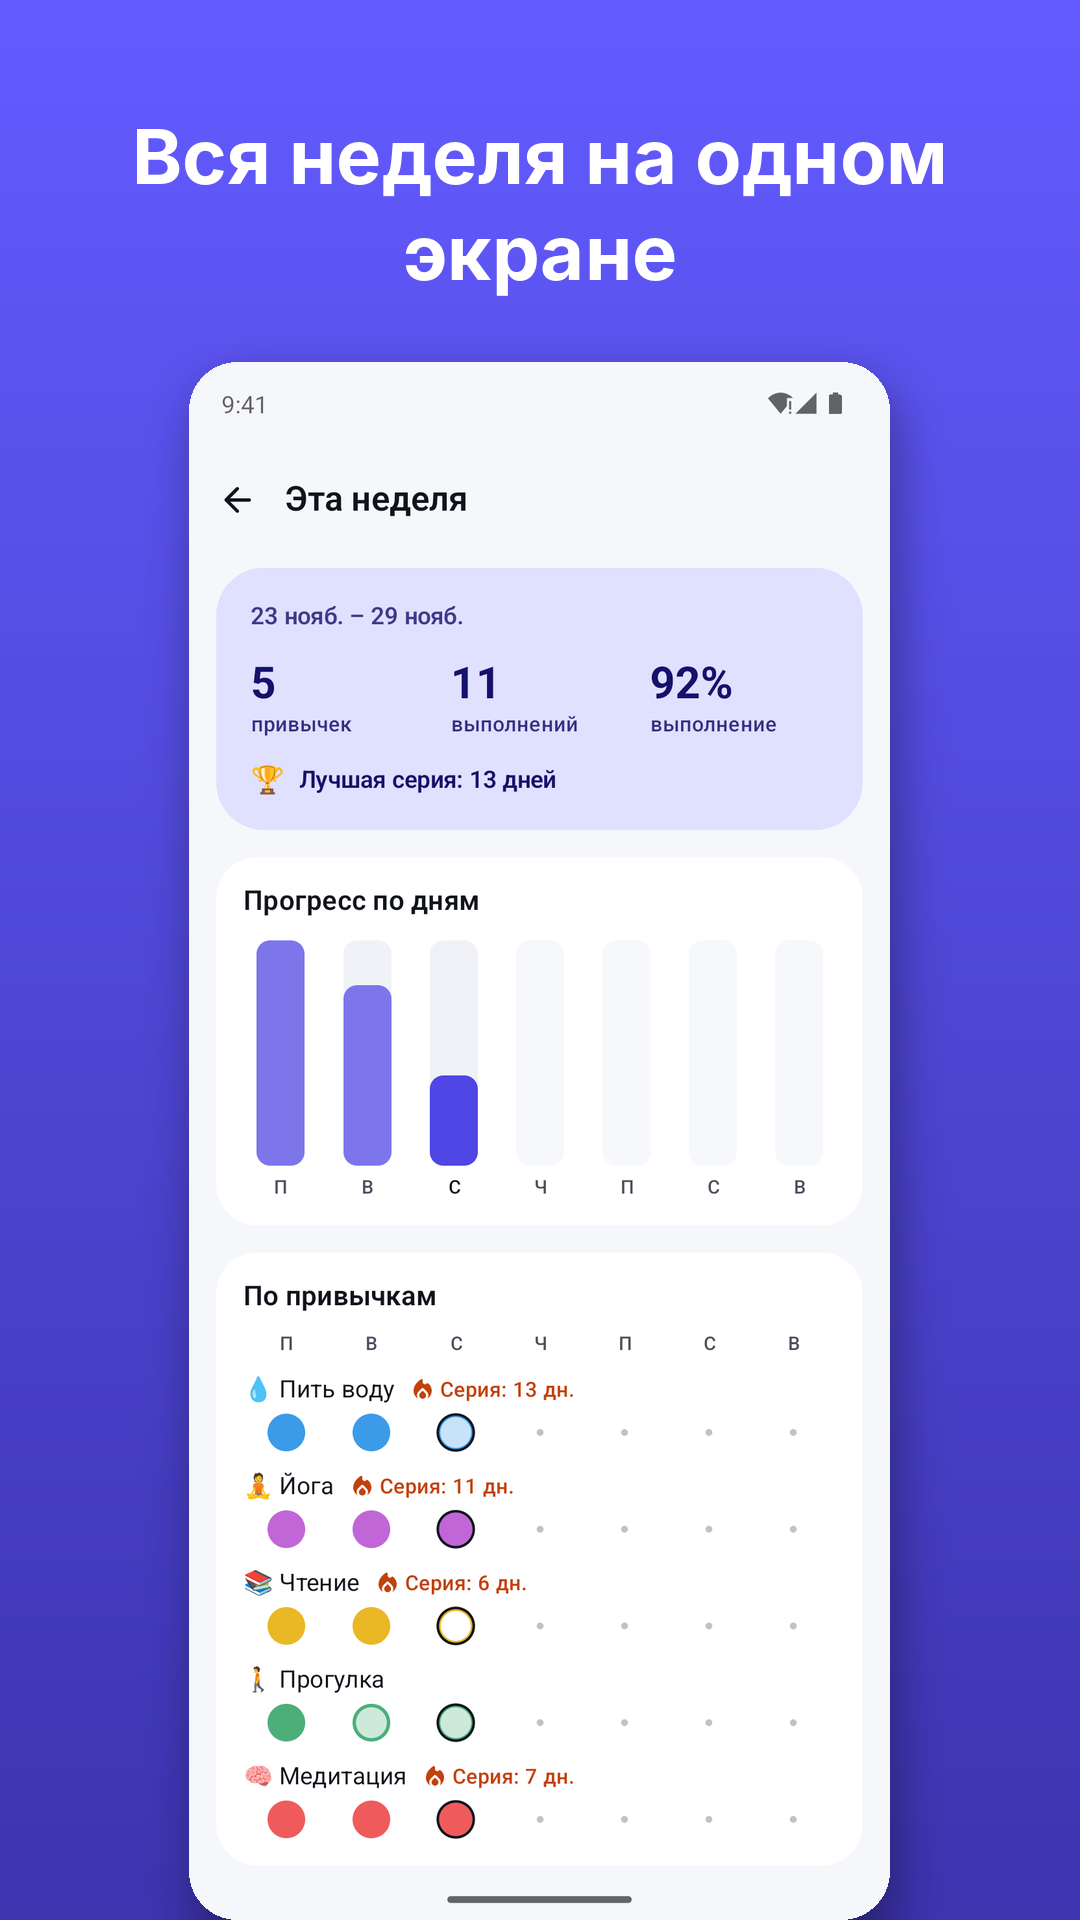 Вся неделя на одном
экране
9:41
Эта неделя
23 нояб. – 29 нояб.
5 11 92%
привычек выполнений выполнение
🏆 Лучшая серия: 13 дней
Прогресс по дням
П В С Ч П С В
По привычкам
П В С Ч П С В
💧 Пить воду Серия: 13 дн.
🧘 Йога Серия: 11 дн.
📚 Чтение Серия: 6 дн.
🚶 Прогулка
🧠 Медитация Серия: 7 дн.